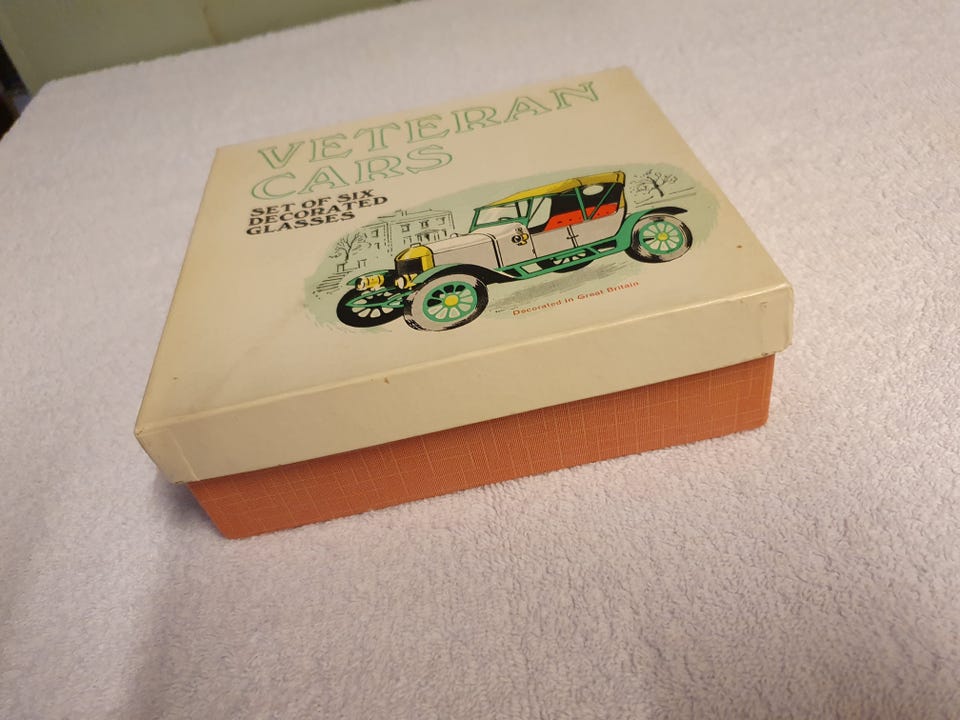 VETERAN
CARS
SET OF SIX
DECORATED
GLASSES
Decorated in Great Britain